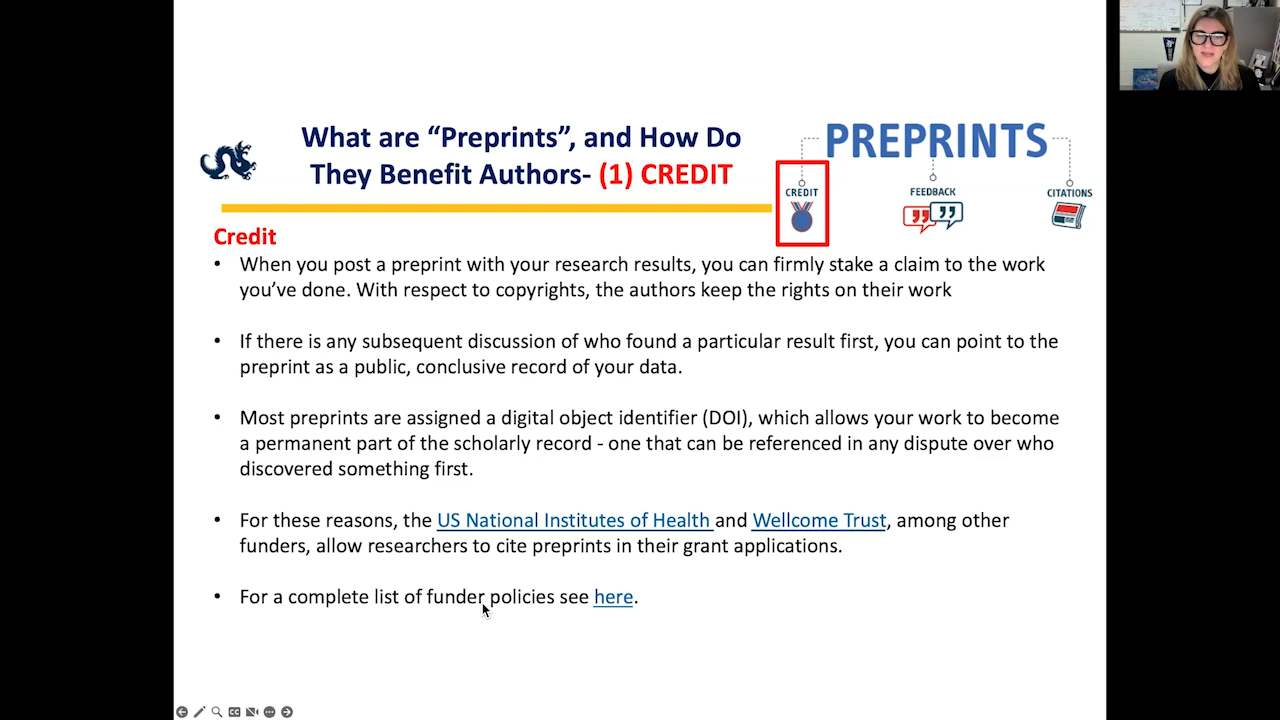 What are “Preprints”, and How Do
They Benefit Authors- (1) CREDIT
PREPRINTS
CREDIT
FEEDBACK
CITATIONS
Credit
• When you post a preprint with your research results, you can firmly stake a claim to the work
you’ve done. With respect to copyrights, the authors keep the rights on their work
• If there is any subsequent discussion of who found a particular result first, you can point to the
preprint as a public, conclusive record of your data.
• Most preprints are assigned a digital object identifier (DOI), which allows your work to become
a permanent part of the scholarly record - one that can be referenced in any dispute over who
discovered something first.
• For these reasons, the US National Institutes of Health and Wellcome Trust, among other
funders, allow researchers to cite preprints in their grant applications.
• For a complete list of funder policies see here.